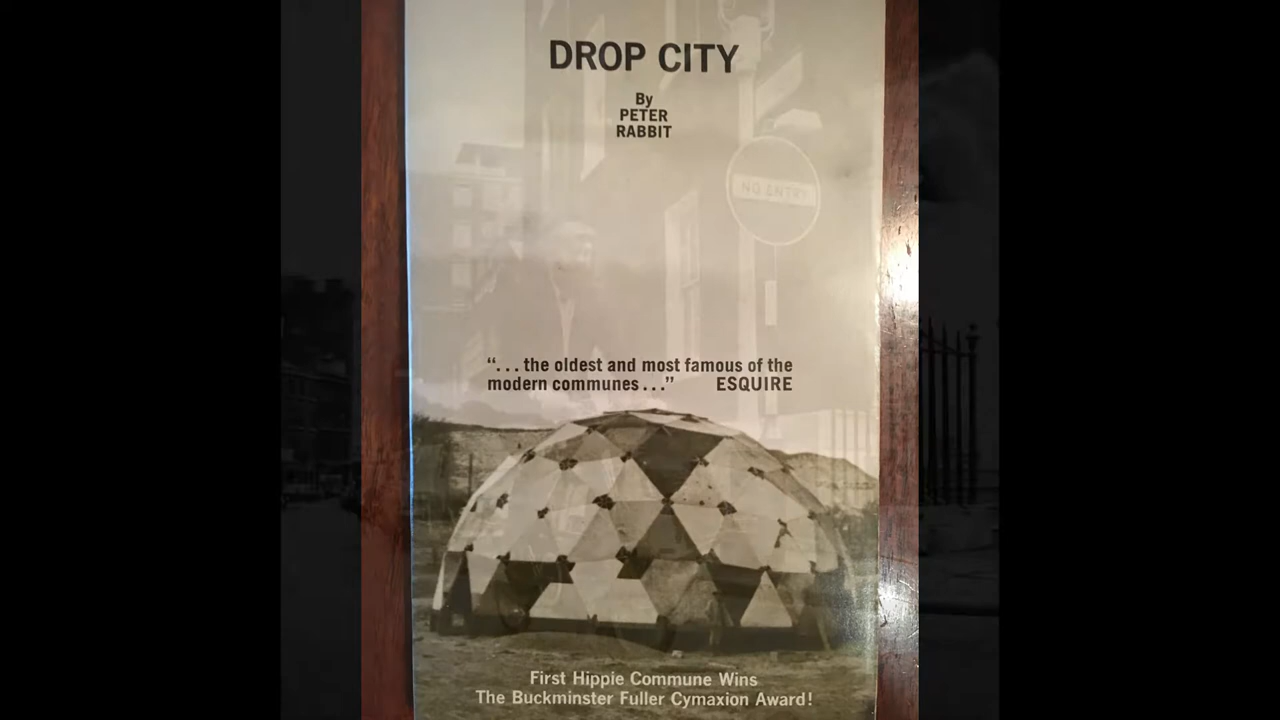 DROP CITY
By
PETER
RABBIT
NO ENTRY
“. . . the oldest and most famous of the
modern communes . . .” ESQUIRE
First Hippie Commune Wins
The Buckminster Fuller Cymaxion Award!